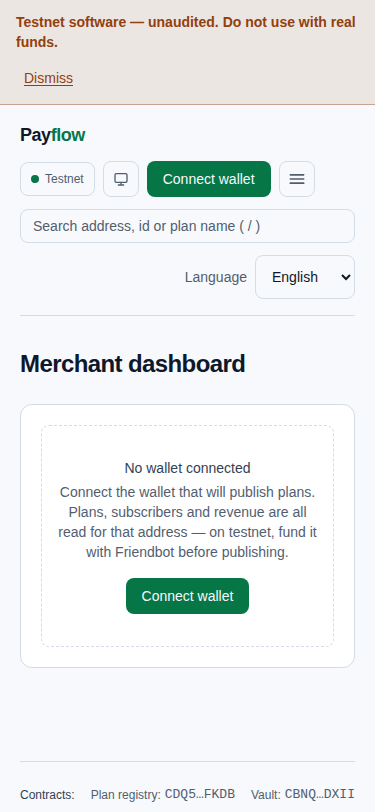 Testnet software — unaudited. Do not use with real
funds.
Dismiss
Payflow
Testnet
Connect wallet
Search address, id or plan name ( / )
Language
English
Merchant dashboard
No wallet connected
Connect the wallet that will publish plans.
Plans, subscribers and revenue are all
read for that address — on testnet, fund it
with Friendbot before publishing.
Connect wallet
Contracts: Plan registry: CDQ5…FKDB Vault: CBNQ…DXII